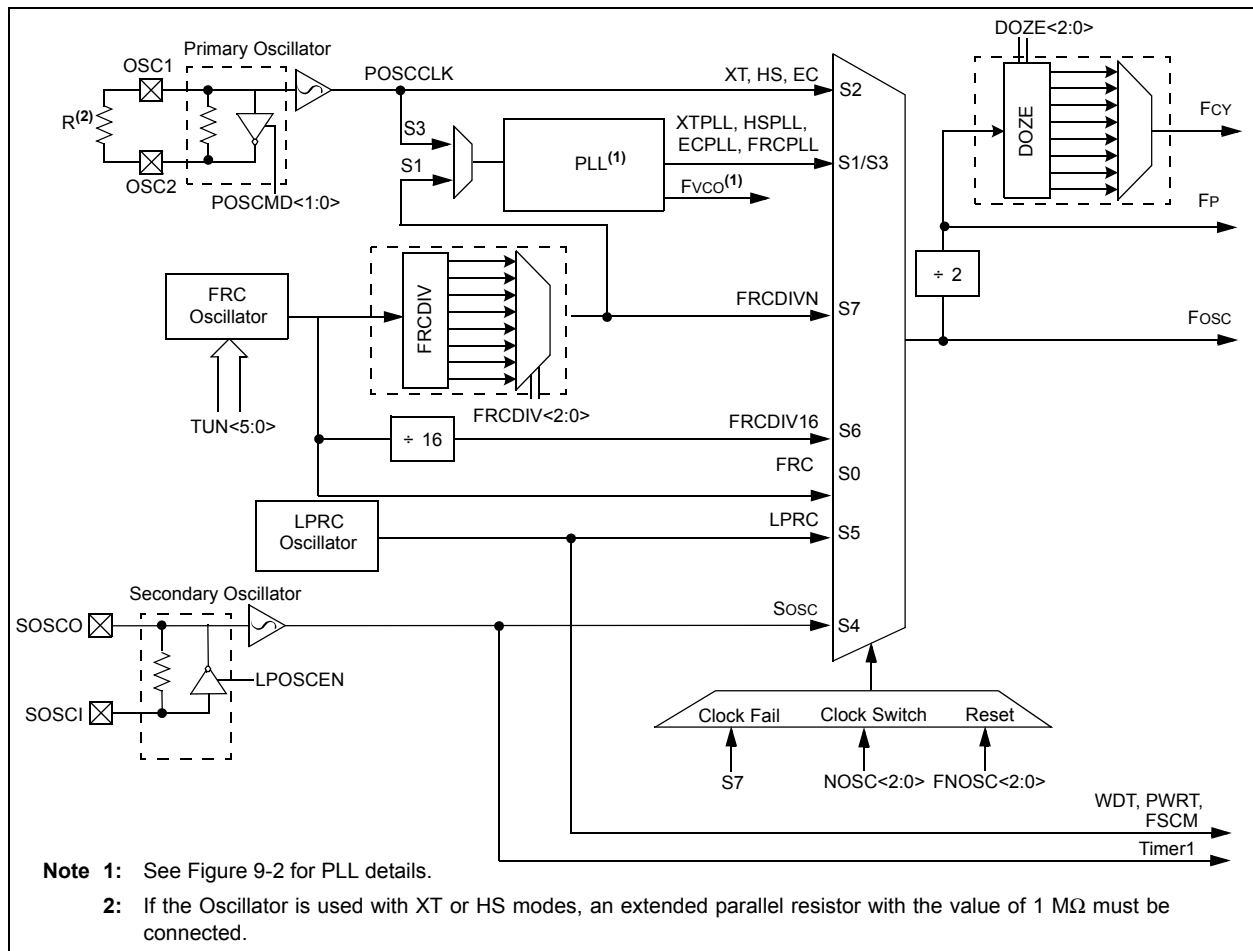 DOZE<2:0>
Primary Oscillator
OSC1
POSCCLK
XT, HS, EC
S2
DOZE
FCY
R(2)
S3
XTPLL, HSPLL,
ECPLL, FRCPLL
PLL(1)
S1
S1/S3
OSC2
POSCMD<1:0>
FVCO(1)
FP
÷ 2
FRC
Oscillator
FRCDIV
FRCDIVN
S7
FOSC
TUN<5:0>
FRCDIV<2:0>
FRCDIV16
S6
÷ 16
FRC
S0
LPRC
Oscillator
LPRC
S5
Secondary Oscillator
SOSCO
SOSC
S4
LPOSCEN
SOSCI
Clock Fail
Clock Switch
Reset
S7
NOSC<2:0>
FNOSC<2:0>
WDT, PWRT,
FSCM
Timer1
Note 1: See Figure 9-2 for PLL details.
2: If the Oscillator is used with XT or HS modes, an extended parallel resistor with the value of 1 MΩ must be
connected.